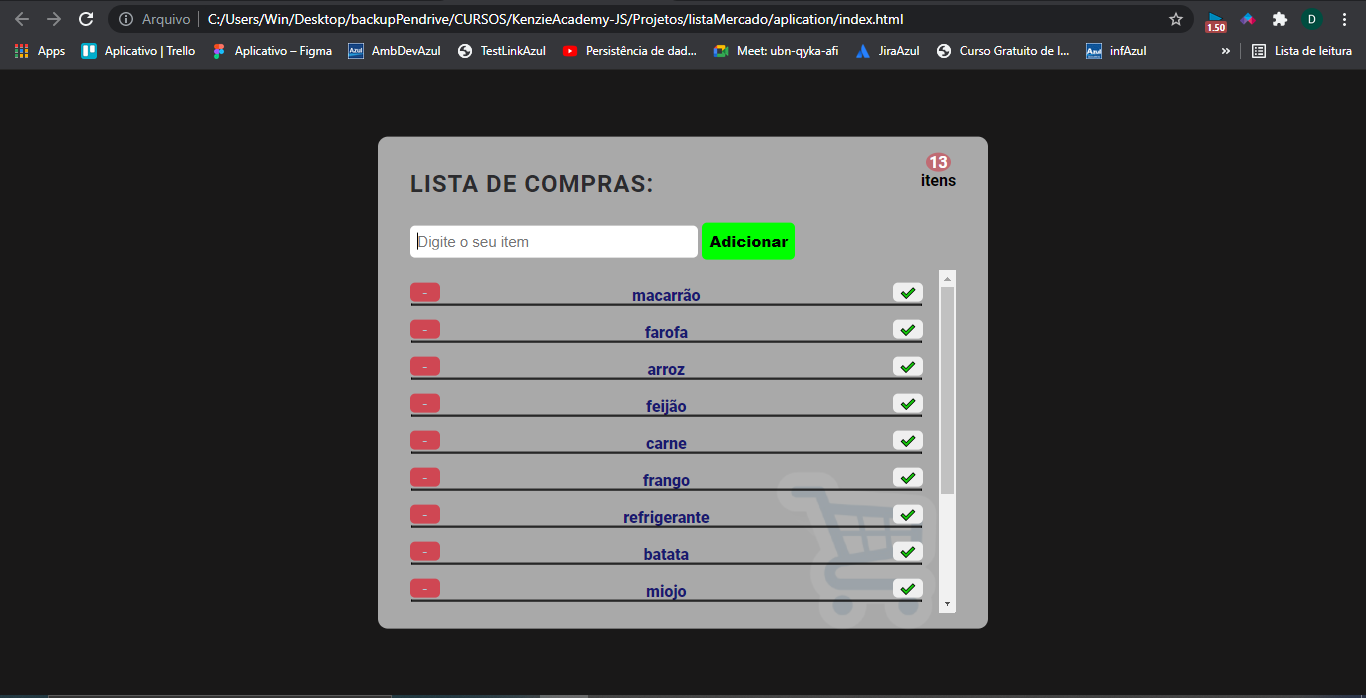 Arquivo | C:/Users/Win/Desktop/backupPendrive/CURSOS/KenzieAcademy-JS/Projetos/listaMercado/aplication/index.html
1.50
D
Apps Aplicativo | Trello Aplicativo – Figma Azul AmbDevAzul TestLinkAzul Persistência de dad... Meet: ubn-qyka-afi JiraAzul Curso Gratuito de I... Azul infAzul » Lista de leitura
13
itens
LISTA DE COMPRAS:
Digite o seu item Adicionar
- macarrão
- farofa
- arroz
- feijão
- carne
- frango
- refrigerante
- batata
- miojo